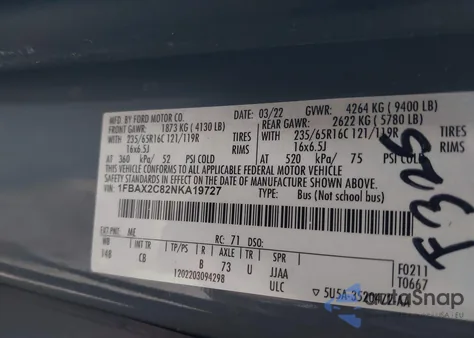 MFD. BY FORD MOTOR CO.
03/22 GVWR: 4264 KG (9400 LB)
FRONT GAWR: 1873 KG (4130 LB) REAR GAWR: 2622 KG (5780 LB)
235/65R16C 121/119R TIRES 235/65R16C 121/119R TIRES
16x6.5J RIMS 16x6.5J RIMS
AT 360 kPa/ 52 PSI COLD AT 520 kPa/ 75 PSI COLD
THIS VEHICLE CONFORMS TO ALL APPLICABLE FEDERAL MOTOR VEHICLE
SAFETY STANDARDS IN EFFECT ON THE DATE OF MANUFACTURE SHOWN ABOVE.
VIN: 1FBAX2C82NKA19727 TYPE: Bus (Not school bus)
F325
EXT PNT: ME RC: 71 DSO:
WB INT TR TP/PS R AXLE TR SPR
148 CB B 73 U JJAA
F0211
T0667
1202203094298 ULC
AutoSnap